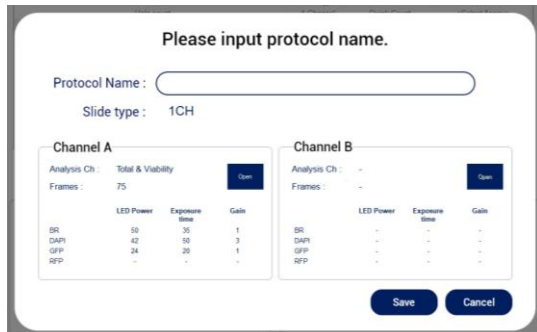 Please input protocol name.
Protocol Name :
Slide type : 1CH
Channel A
Analysis Ch : Total & Viability
Open
Frames : 75
LED Power Exposure time Gain
BR 50 35 1
DAPI 42 50 3
GFP 24 20 1
RFP - - -
Channel B
Analysis Ch : -
Open
Frames : -
LED Power Exposure time Gain
BR - - -
DAPI - - -
GFP - - -
RFP - - -
Save Cancel